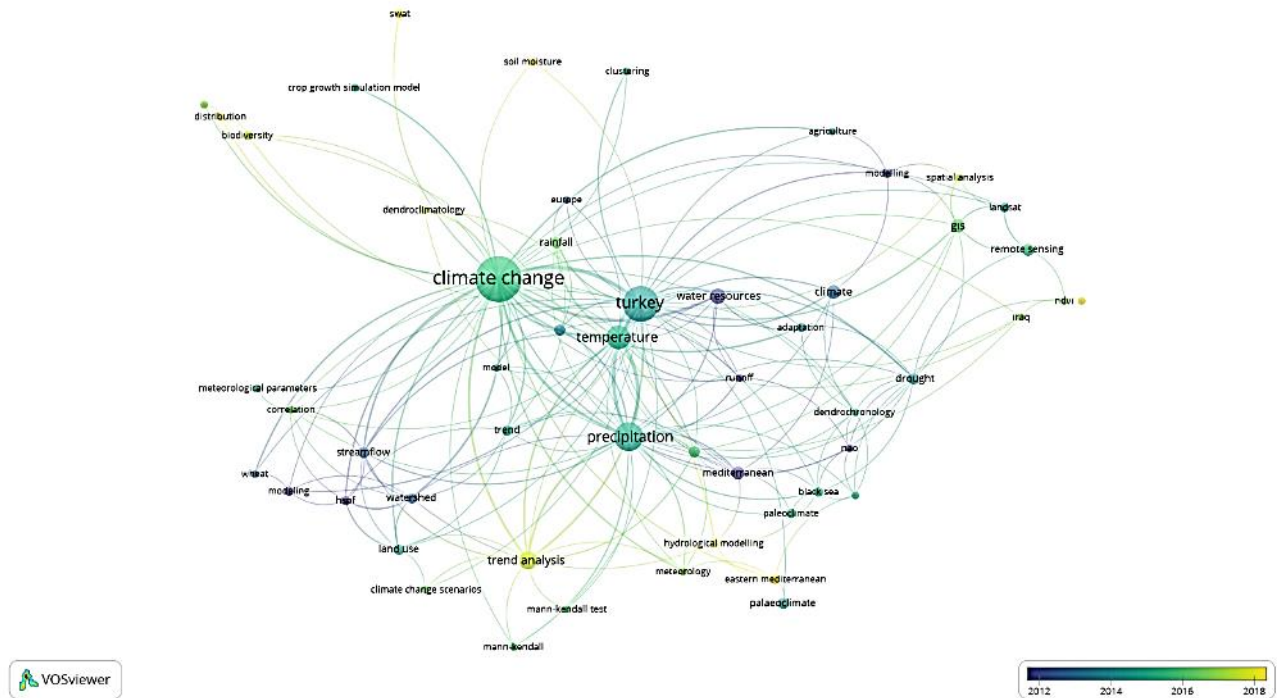 swat
soil moisture
clustering
crop growth simulation model
distribution
biodiversity
agriculture
modelling
spatial analysis
europe
landsat
dendroclimatology
gis
rainfall
remote sensing
climate change
water resources
climate
turkey
ndvi
iraq
adaptation
temperature
model
runoff
drought
meteorological parameters
correlation
dendrochronology
trend
precipitation
nao
streamflow
wheat
mediterranean
modeling
hspf
watershed
black sea
paleoclimate
land use
hydrological modelling
trend analysis
meteorology
eastern mediterranean
climate change scenarios
palaeoclimate
mann-kendall test
mann-kendall
VOSviewer
2012 2014 2016 2018